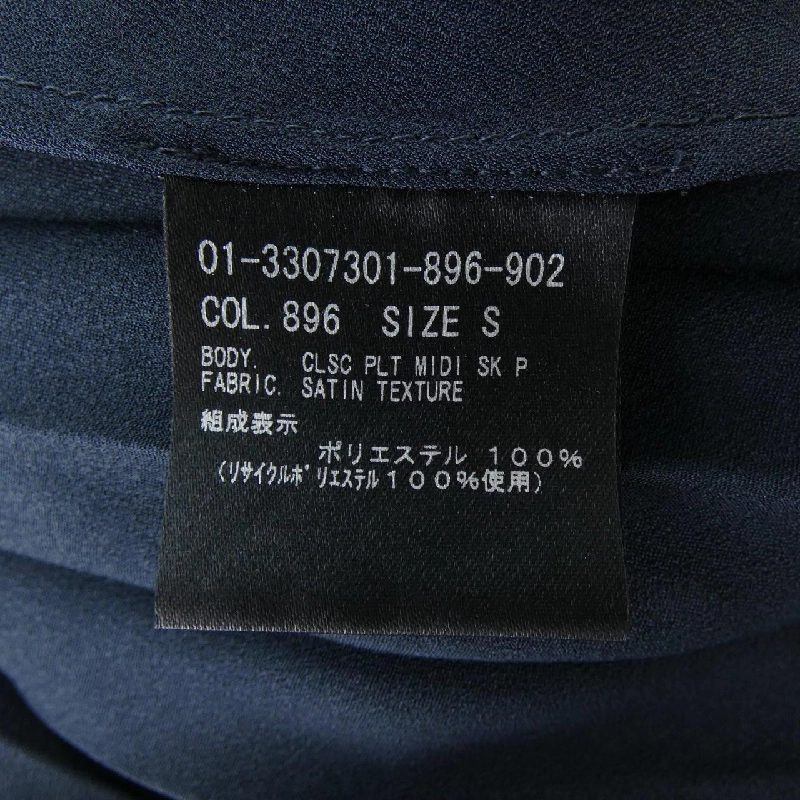 01-3307301-896-902
COL. 896 SIZE S
BODY. CLSC PLT MIDI SK P
FABRIC. SATIN TEXTURE
組成表示
ポリエステル １００％
(ﾘｻｲｸﾙﾎﾟﾘｴｽﾃﾙ１００％使用)